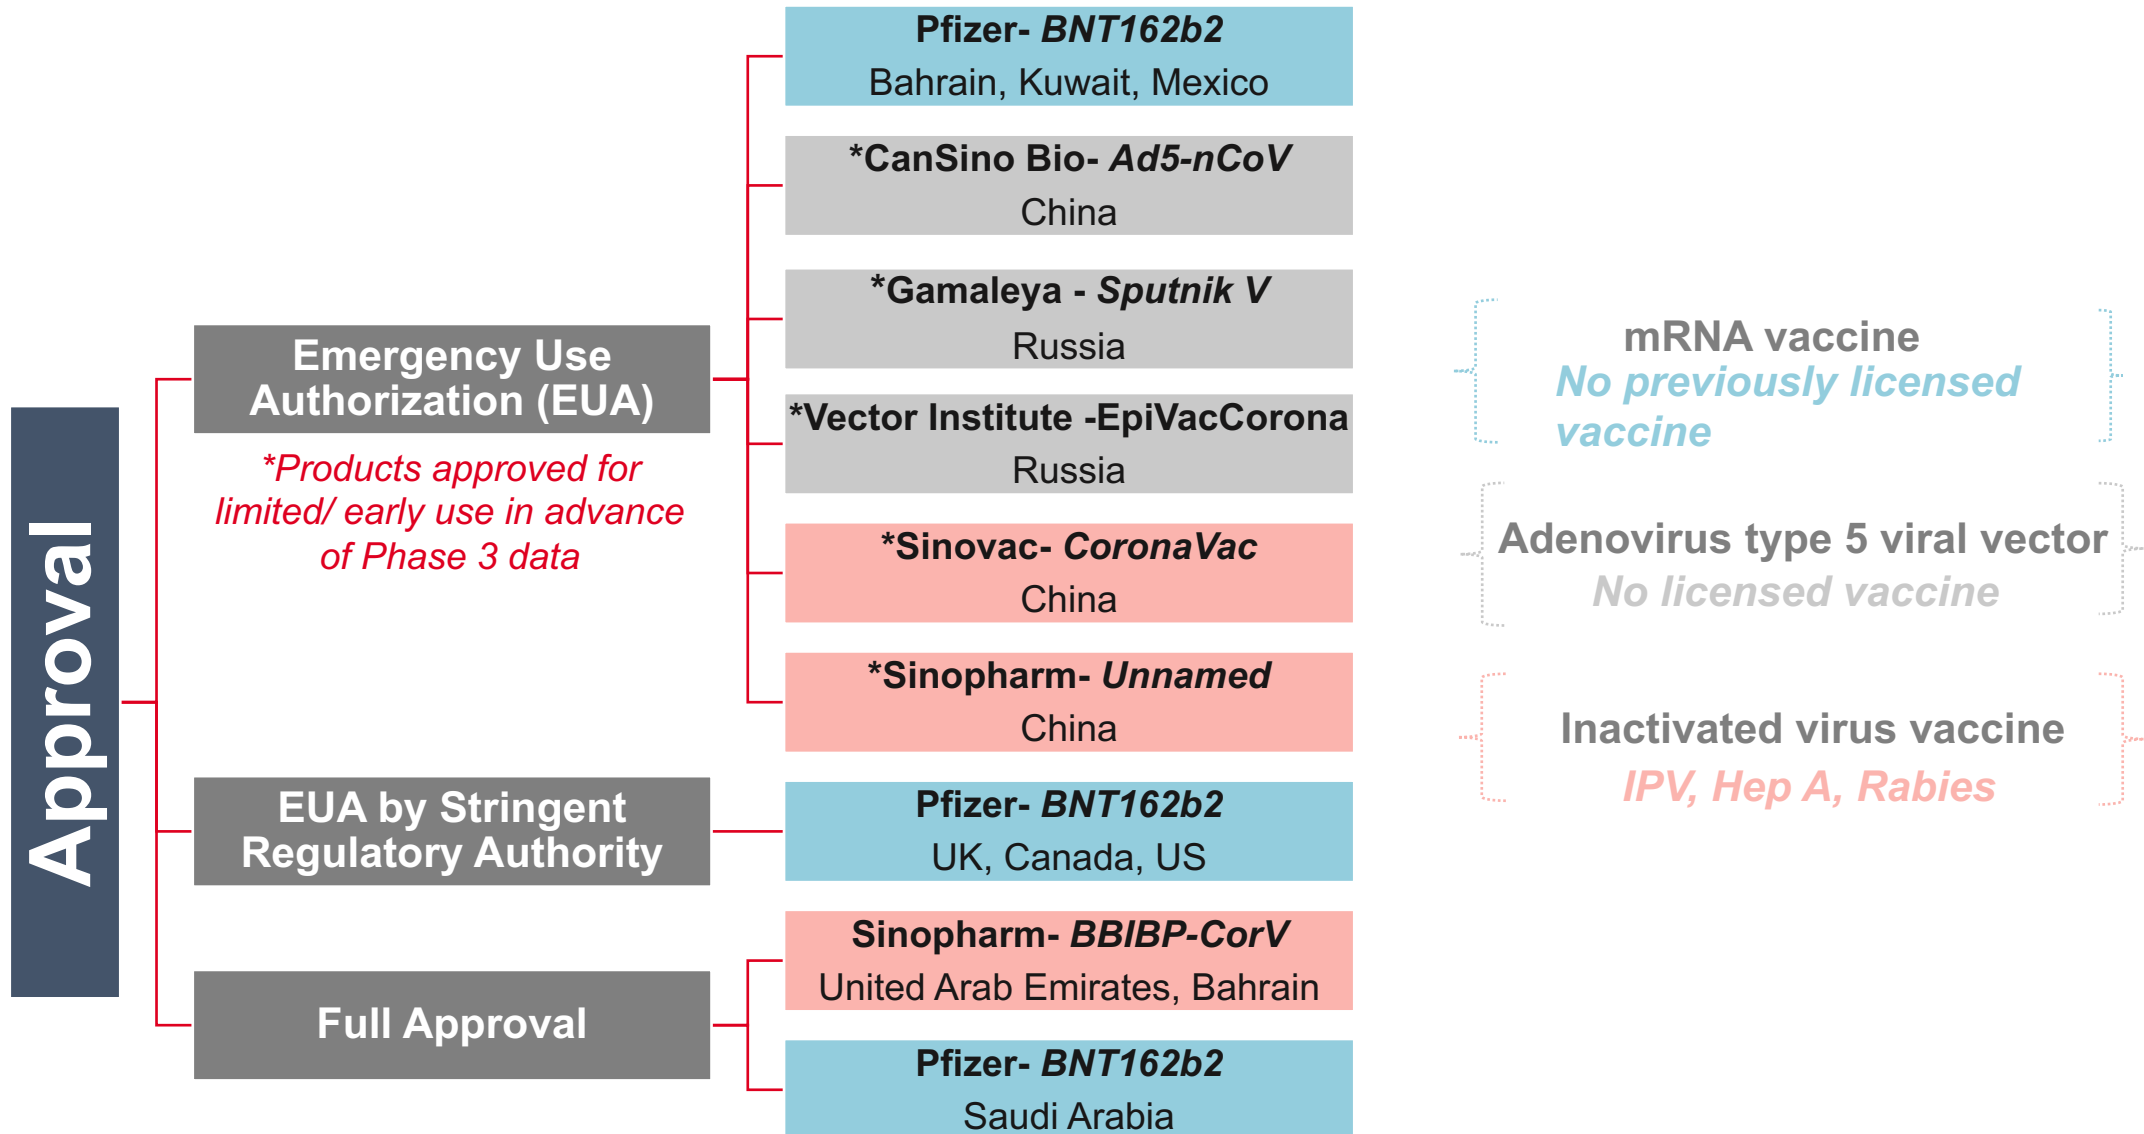 Approval
Emergency Use
Authorization (EUA)
*Products approved for
limited/ early use in advance
of Phase 3 data
EUA by Stringent
Regulatory Authority
Full Approval
Pfizer- BNT162b2
Bahrain, Kuwait, Mexico
*CanSino Bio- Ad5-nCoV
China
*Gamaleya - Sputnik V
Russia
*Vector Institute -EpiVacCorona
Russia
*Sinovac- CoronaVac
China
*Sinopharm- Unnamed
China
Pfizer- BNT162b2
UK, Canada, US
Sinopharm- BBIBP-CorV
United Arab Emirates, Bahrain
Pfizer- BNT162b2
Saudi Arabia
mRNA vaccine
No previously licensed
vaccine
Adenovirus type 5 viral vector
No licensed vaccine
Inactivated virus vaccine
IPV, Hep A, Rabies